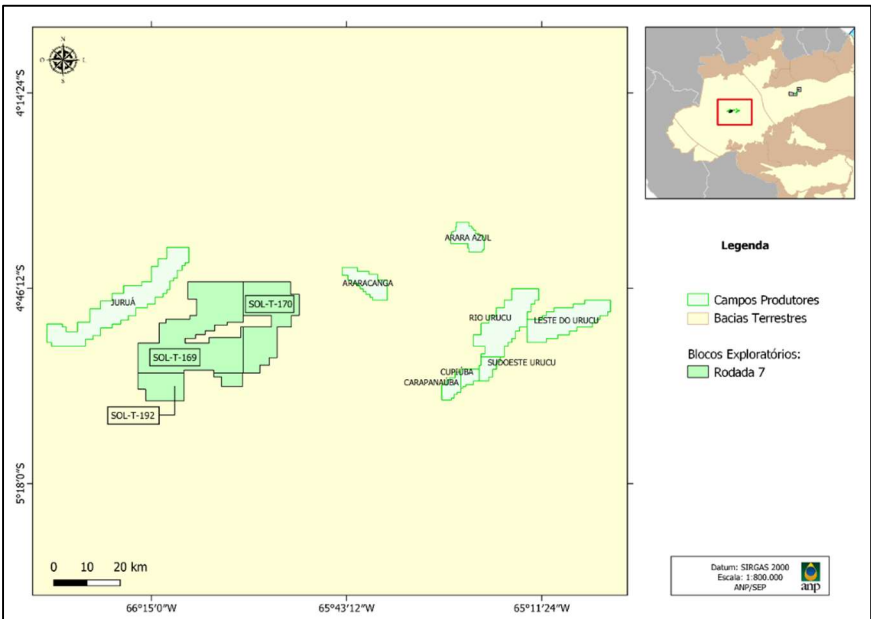 N
O
L
S
4°14'24"S
4°46'12"S
5°18'0"S
ARARA AZUL
ARARACANGA
JURUÁ
SOL-T-170
RIO URUCU
LESTE DO URUCU
SOL-T-169
SUDOESTE URUCU
CUPIÚBA
CARAPANAÚBA
SOL-T-192
0 10 20 km
66°15'0"W
65°43'12"W
65°11'24"W
Legenda
Campos Produtores
Bacias Terrestres
Blocos Exploratórios:
Rodada 7
Datum: SIRGAS 2000
Escala: 1:800.000
ANP/SEP
anp